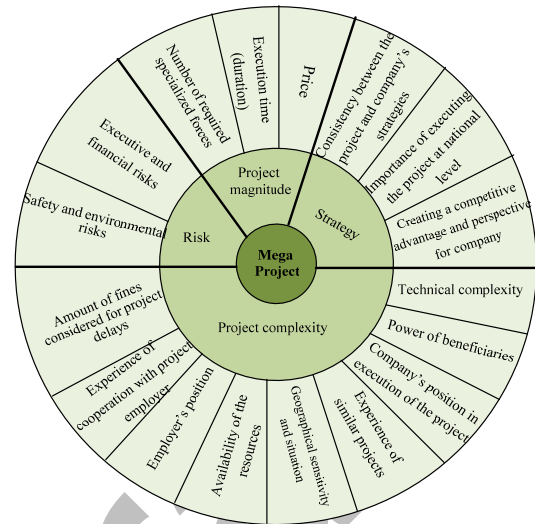 Mega
Project
Project
magnitude
Strategy
Project complexity
Risk
Number of required
specialized forces
Execution time
(duration)
Price
Consistency between the
project and company's
strategies
Importance of executing
the project at national
level
Creating a competitive
advantage and perspective
for company
Technical complexity
Power of beneficiaries
Company's position in
execution of the project
Experience of
similar projects
Geographical sensitivity
and situation
Availability of the
resources
Employer's position
Experience of
cooperation with project
employer
Amount of fines
considered for project
delays
Safety and environmental
risks
Executive and
financial risks